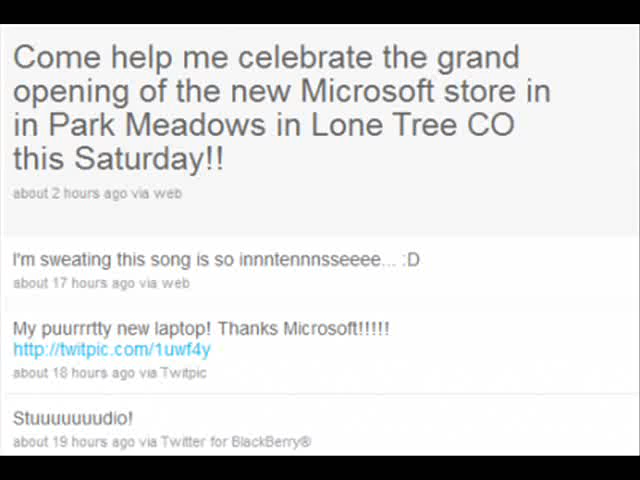 Come help me celebrate the grand
opening of the new Microsoft store in
in Park Meadows in Lone Tree CO
this Saturday!!
about 2 hours ago via web
I'm sweating this song is so innntennnsseeee... :D
about 17 hours ago via web
My puurrrtty new laptop! Thanks Microsoft!!!!!
http://twitpic.com/1uwf4y
about 18 hours ago via Twitpic
Stuuuuuuudio!
about 19 hours ago via Twitter for BlackBerry®